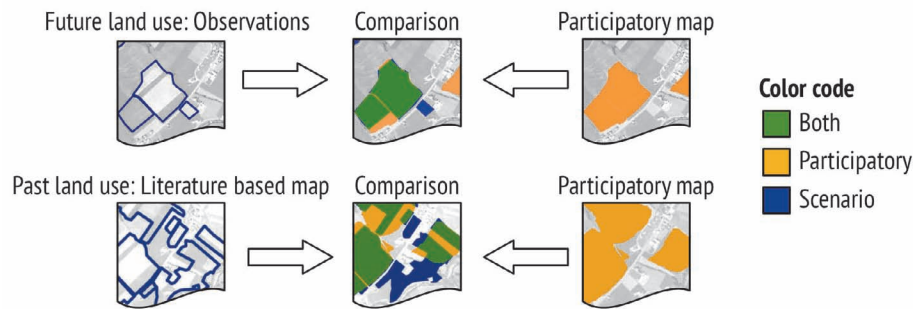 Future land use: Observations
Comparison
Participatory map
Color code
Both
Participatory
Scenario
Past land use: Literature based map
Comparison
Participatory map